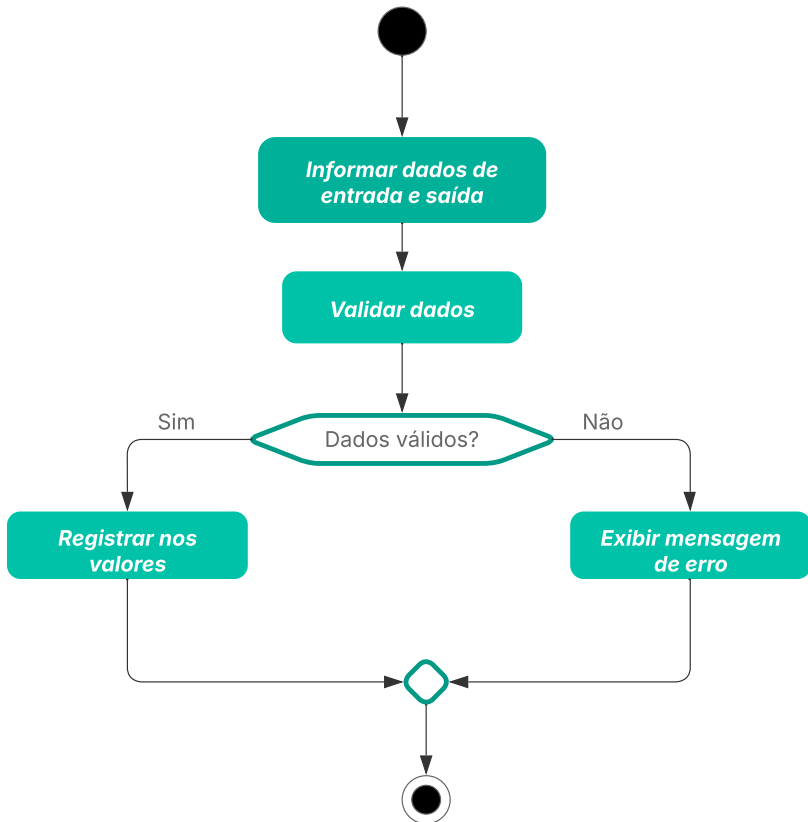 Informar dados de
entrada e saída
Validar dados
Sim
Dados válidos?
Não
Registrar nos
valores
Exibir mensagem
de erro